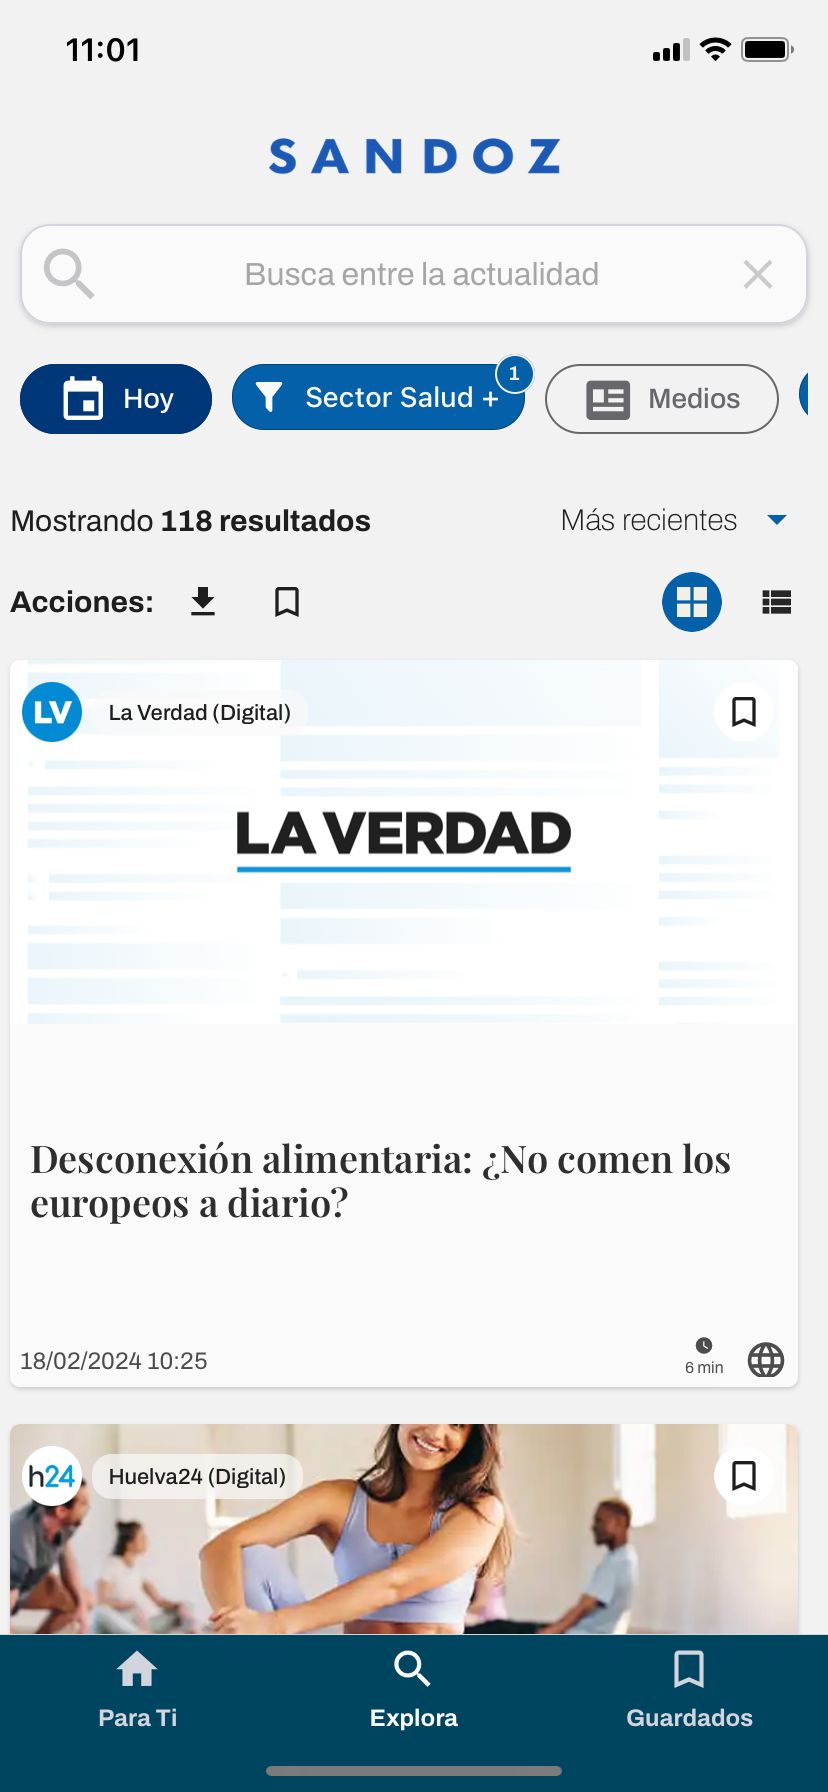 11:01
SANDOZ
Busca entre la actualidad
Hoy
Sector Salud +
1
Medios
Mostrando 118 resultados
Más recientes
Acciones:
LV
La Verdad (Digital)
LA VERDAD
Desconexión alimentaria: ¿No comen los
europeos a diario?
18/02/2024 10:25
6 min
h24
Huelva24 (Digital)
Para Ti
Explora
Guardados